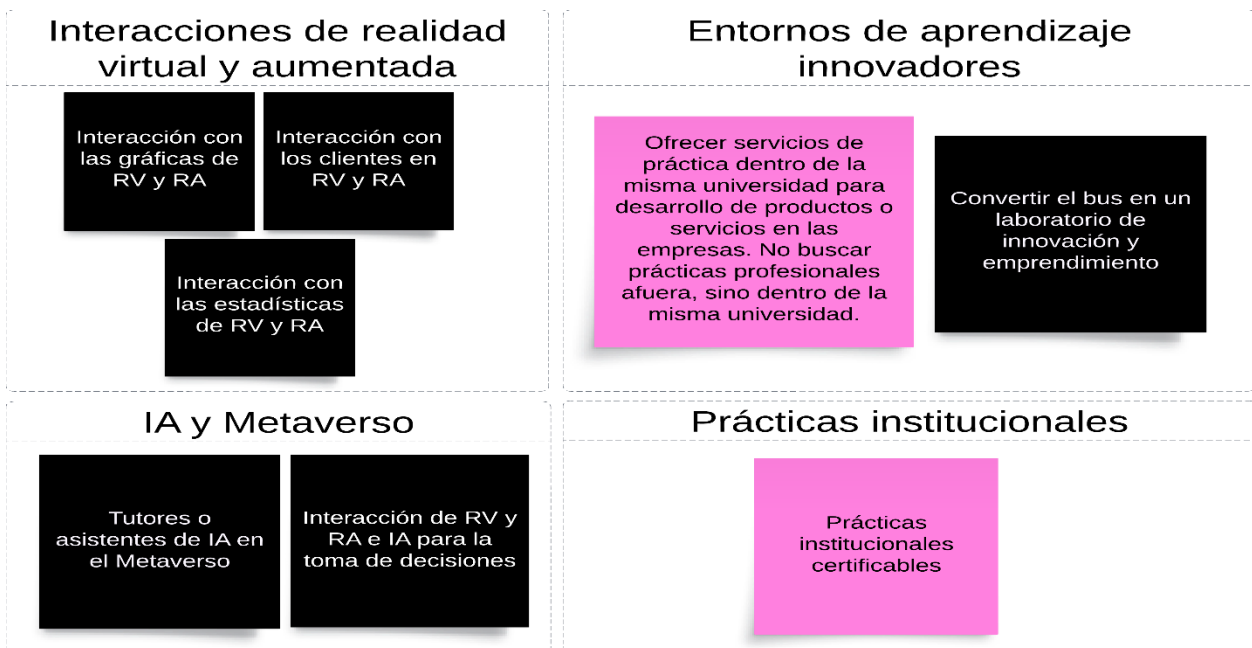 Interacciones de realidad
virtual y aumentada
Interacción con
las gráficas de
RV y RA
Interacción con
los clientes en
RV y RA
Interacción con
las estadísticas
de RV y RA
Entornos de aprendizaje
innovadores
Ofrecer servicios de
práctica dentro de la
misma universidad para
desarrollo de productos o
servicios en las
empresas. No buscar
prácticas profesionales
afuera, sino dentro de la
misma universidad.
Convertir el bus en un
laboratorio de
innovación y
emprendimiento
IA y Metaverso
Tutores o
asistentes de IA en
el Metaverso
Interacción de RV y
RA e IA para la
toma de decisiones
Prácticas institucionales
Prácticas
institucionales
certificables